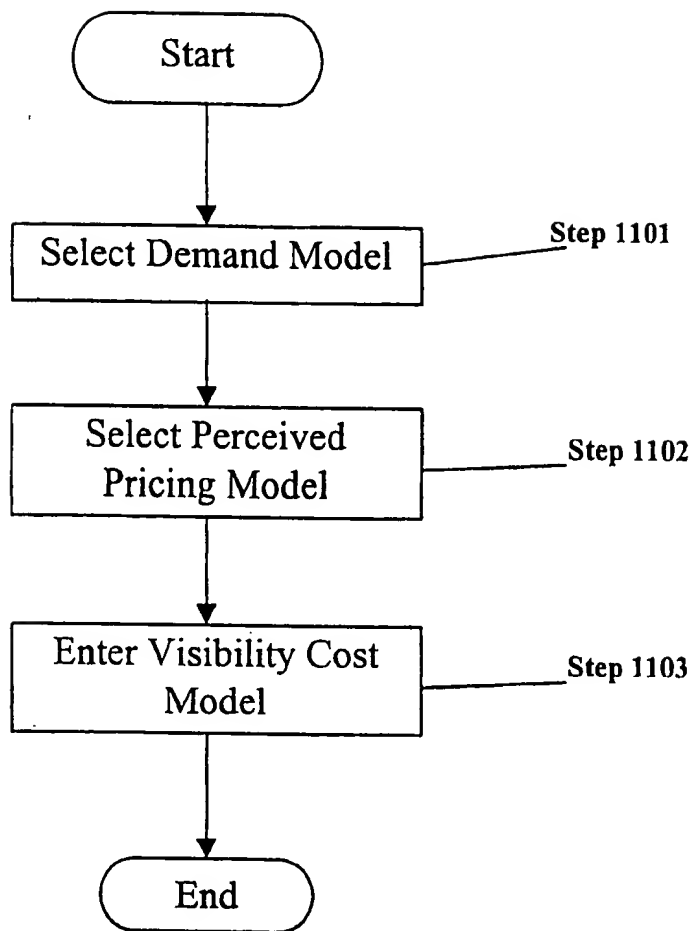 Start
Select Demand Model
Step 1101
Select Perceived
Pricing Model
Step 1102
Enter Visibility Cost
Model
Step 1103
End